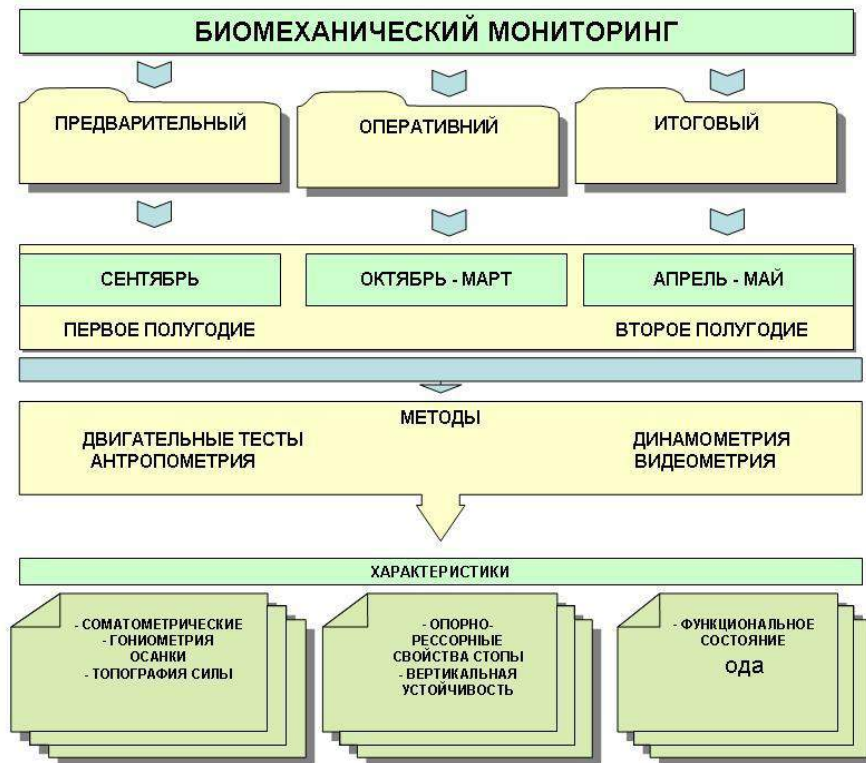 БИОМЕХАНИЧЕСКИЙ МОНИТОРИНГ
ПРЕДВАРИТЕЛЬНЫЙ
ОПЕРАТИВНИЙ
ИТОГОВЫЙ
СЕНТЯБРЬ
ОКТЯБРЬ - МАРТ
АПРЕЛЬ - МАЙ
ПЕРВОЕ ПОЛУГОДИЕ
ВТОРОЕ ПОЛУГОДИЕ
МЕТОДЫ
ДВИГАТЕЛЬНЫЕ ТЕСТЫ
АНТРОПОМЕТРИЯ
ДИНАМОМЕТРИЯ
ВИДЕОМЕТРИЯ
ХАРАКТЕРИСТИКИ
- СОМАТОМЕТРИЧЕСКИЕ
- ГОНИОМЕТРИЯ
ОСАНКИ
- ТОПОГРАФИЯ СИЛЫ
- ОПОРНО-
РЕССОРНЫЕ
СВОЙСТВА СТОПЫ
- ВЕРТИКАЛЬНАЯ
УСТОЙЧИВОСТЬ
- ФУНКЦИОНАЛЬНОЕ
СОСТОЯНИЕ
ода